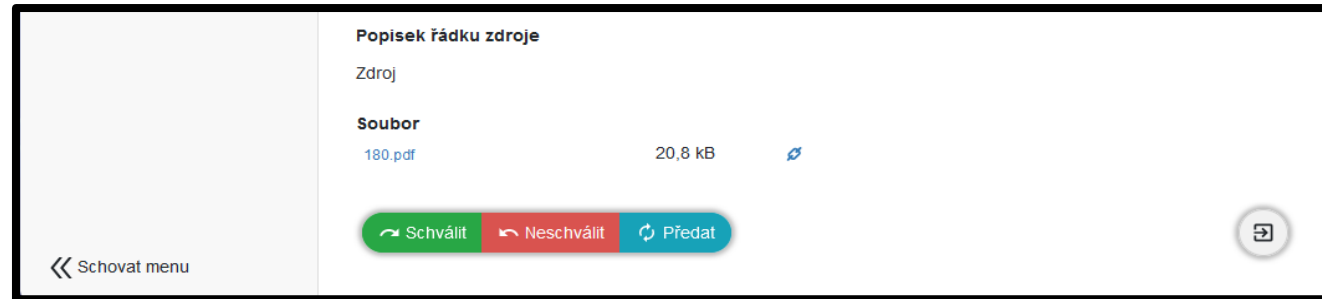 Popisek řádku zdroje
Zdroj
Soubor
180.pdf 20,8 kB
Schválit Neschválit Předat
Schovat menu